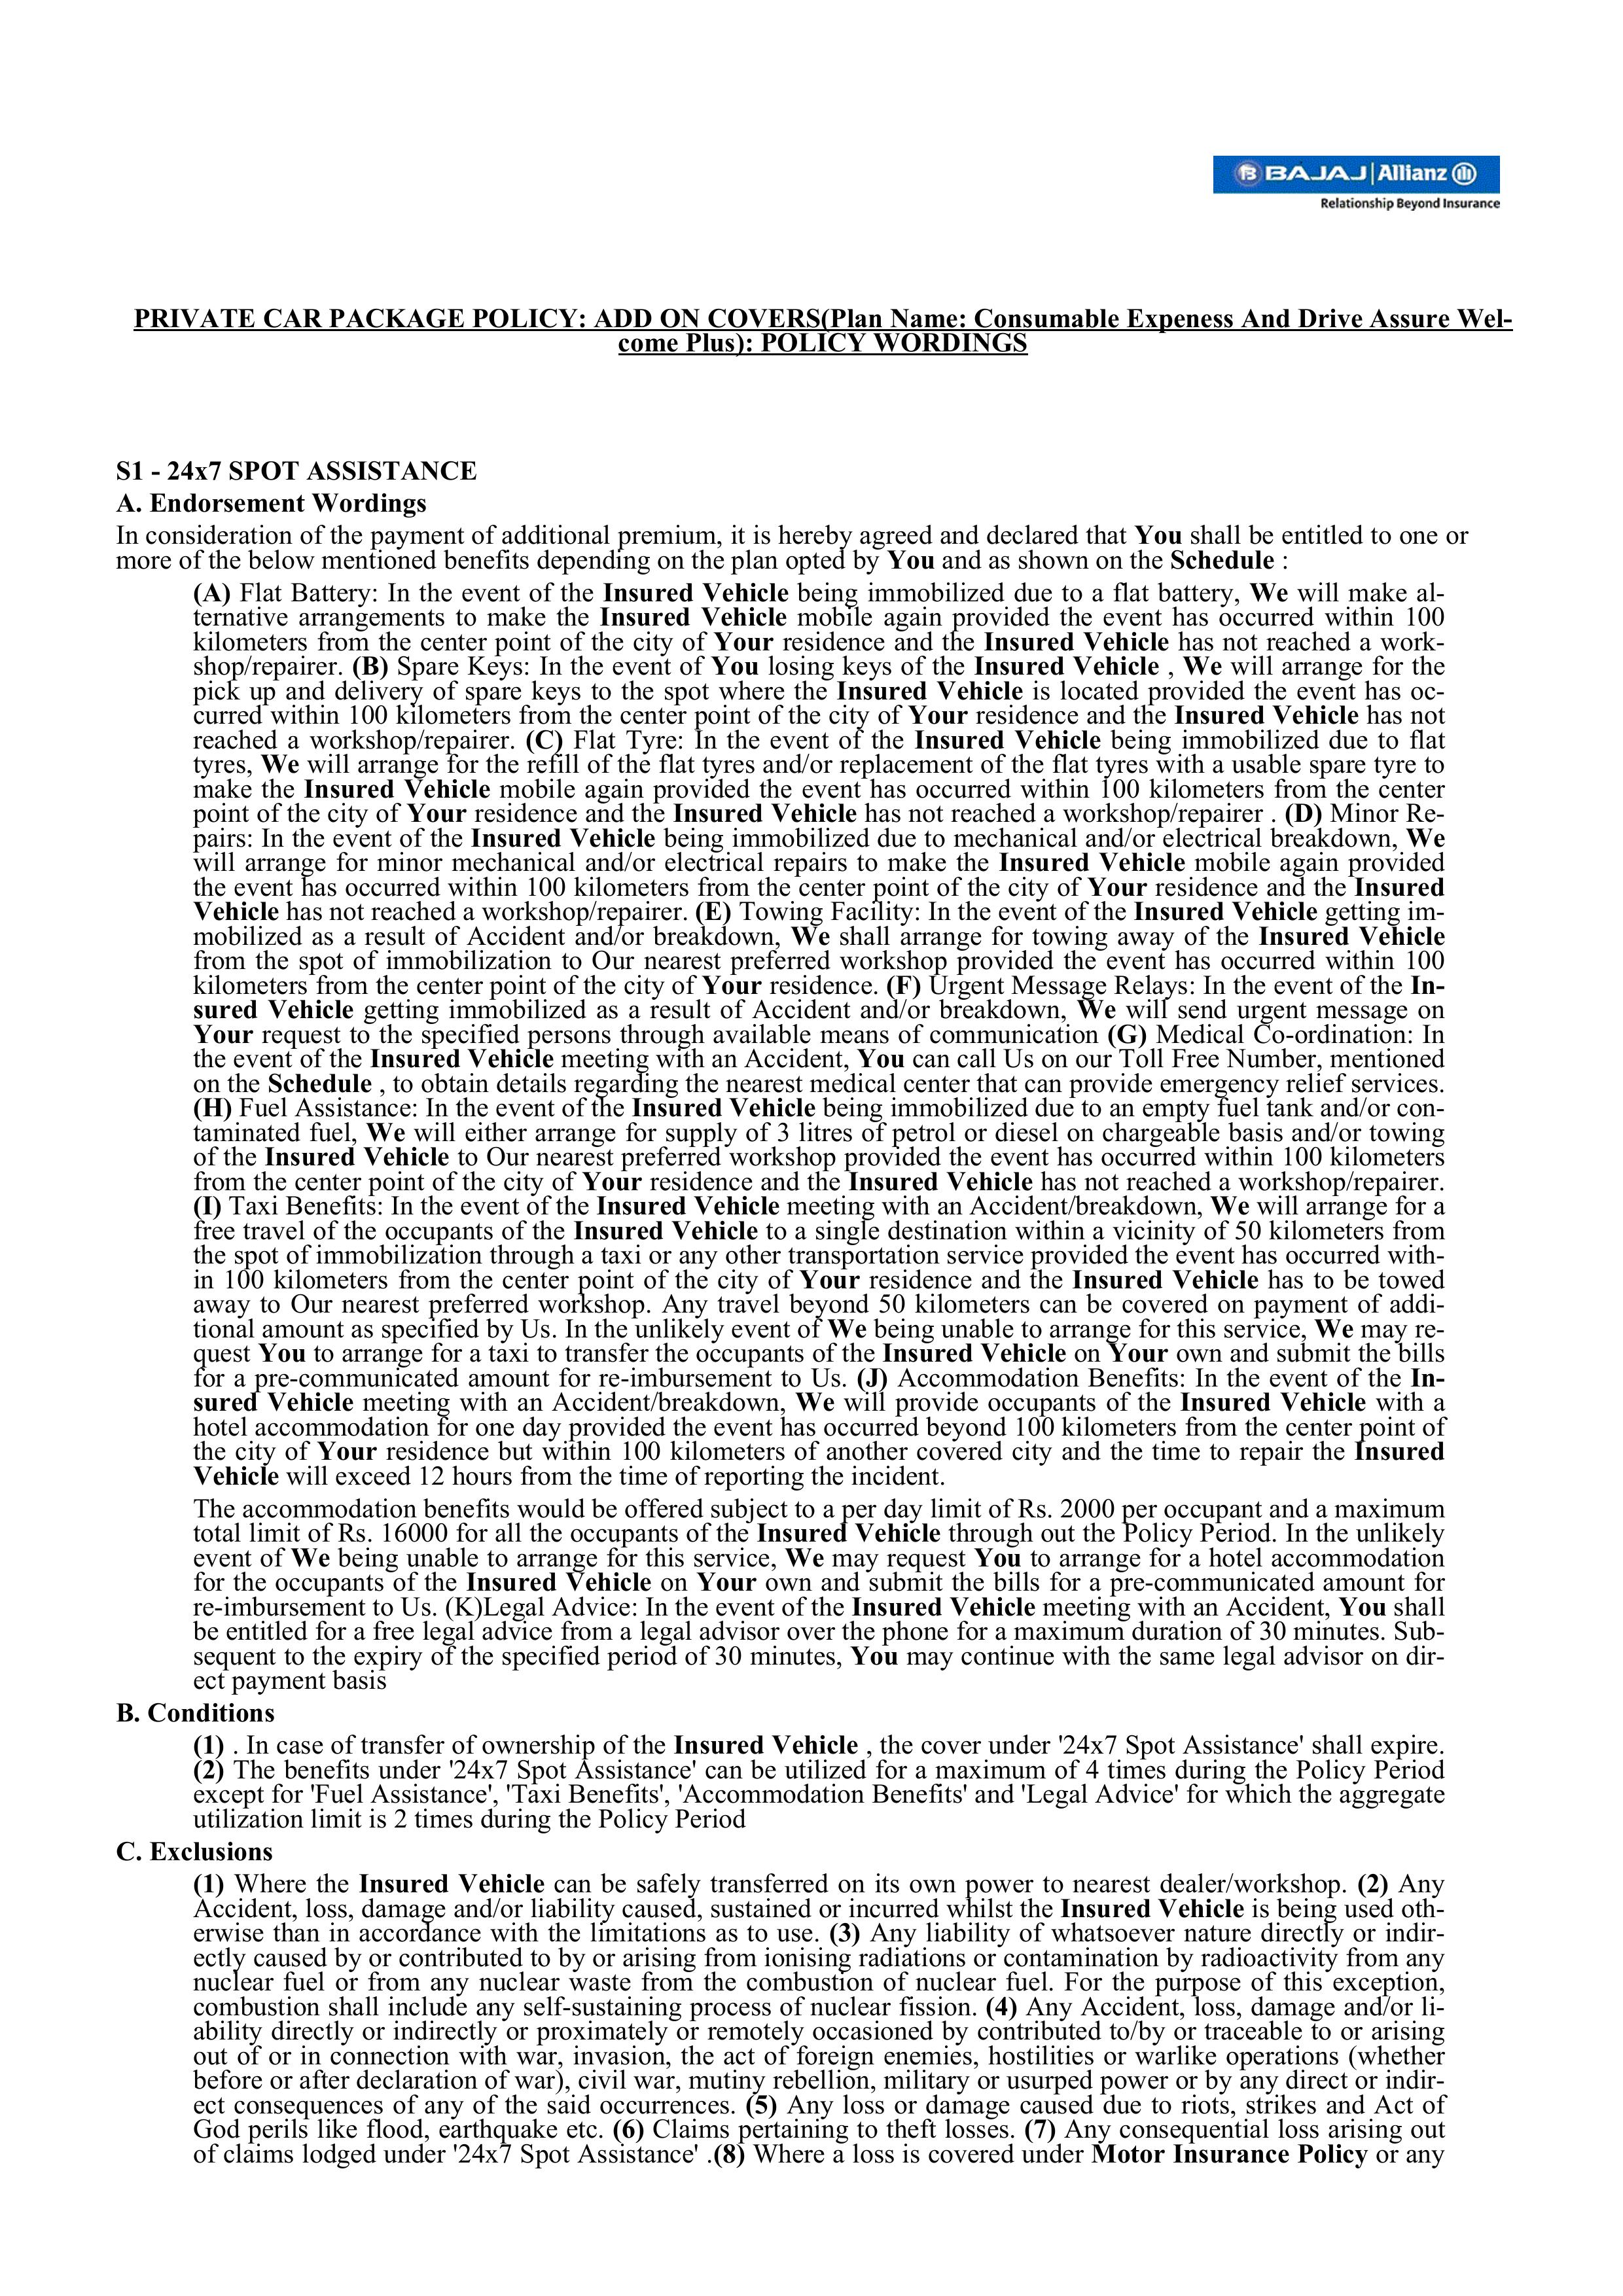 BAJAJ | Allianz
Relationship Beyond Insurance
PRIVATE CAR PACKAGE POLICY: ADD ON COVERS(Plan Name: Consumable Expeness And Drive Assure Wel-
come Plus): POLICY WORDINGS
S1 - 24x7 SPOT ASSISTANCE
A. Endorsement Wordings
In consideration of the payment of additional premium, it is hereby agreed and declared that You shall be entitled to one or
more of the below mentioned benefits depending on the plan opted by You and as shown on the Schedule :
(A) Flat Battery: In the event of the Insured Vehicle being immobilized due to a flat battery, We will make al-
ternative arrangements to make the Insured Vehicle mobile again provided the event has occurred within 100
kilometers from the center point of the city of Your residence and the Insured Vehicle has not reached a work-
shop/repairer. (B) Spare Keys: In the event of You losing keys of the Insured Vehicle , We will arrange for the
pick up and delivery of spare keys to the spot where the Insured Vehicle is located provided the event has oc-
curred within 100 kilometers from the center point of the city of Your residence and the Insured Vehicle has not
reached a workshop/repairer. (C) Flat Tyre: In the event of the Insured Vehicle being immobilized due to flat
tyres, We will arrange for the refill of the flat tyres and/or replacement of the flat tyres with a usable spare tyre to
make the Insured Vehicle mobile again provided the event has occurred within 100 kilometers from the center
point of the city of Your residence and the Insured Vehicle has not reached a workshop/repairer . (D) Minor Re-
pairs: In the event of the Insured Vehicle being immobilized due to mechanical and/or electrical breakdown, We
will arrange for minor mechanical and/or electrical repairs to make the Insured Vehicle mobile again provided
the event has occurred within 100 kilometers from the center point of the city of Your residence and the Insured
Vehicle has not reached a workshop/repairer. (E) Towing Facility: In the event of the Insured Vehicle getting im-
mobilized as a result of Accident and/or breakdown, We shall arrange for towing away of the Insured Vehicle
from the spot of immobilization to Our nearest preferred workshop provided the event has occurred within 100
kilometers from the center point of the city of Your residence. (F) Urgent Message Relays: In the event of the In-
sured Vehicle getting immobilized as a result of Accident and/or breakdown, We will send urgent message on
Your request to the specified persons through available means of communication (G) Medical Co-ordination: In
the event of the Insured Vehicle meeting with an Accident, You can call Us on our Toll Free Number, mentioned
on the Schedule , to obtain details regarding the nearest medical center that can provide emergency relief services.
(H) Fuel Assistance: In the event of the Insured Vehicle being immobilized due to an empty fuel tank and/or con-
taminated fuel, We will either arrange for supply of 3 litres of petrol or diesel on chargeable basis and/or towing
of the Insured Vehicle to Our nearest preferred workshop provided the event has occurred within 100 kilometers
from the center point of the city of Your residence and the Insured Vehicle has not reached a workshop/repairer.
(I) Taxi Benefits: In the event of the Insured Vehicle meeting with an Accident/breakdown, We will arrange for a
free travel of the occupants of the Insured Vehicle to a single destination within a vicinity of 50 kilometers from
the spot of immobilization through a taxi or any other transportation service provided the event has occurred with-
in 100 kilometers from the center point of the city of Your residence and the Insured Vehicle has to be towed
away to Our nearest preferred workshop. Any travel beyond 50 kilometers can be covered on payment of addi-
tional amount as specified by Us. In the unlikely event of We being unable to arrange for this service, We may re-
quest You to arrange for a taxi to transfer the occupants of the Insured Vehicle on Your own and submit the bills
for a pre-communicated amount for re-imbursement to Us. (J) Accommodation Benefits: In the event of the In-
sured Vehicle meeting with an Accident/breakdown, We will provide occupants of the Insured Vehicle with a
hotel accommodation for one day provided the event has occurred beyond 100 kilometers from the center point of
the city of Your residence but within 100 kilometers of another covered city and the time to repair the Insured
Vehicle will exceed 12 hours from the time of reporting the incident.
The accommodation benefits would be offered subject to a per day limit of Rs. 2000 per occupant and a maximum
total limit of Rs. 16000 for all the occupants of the Insured Vehicle through out the Policy Period. In the unlikely
event of We being unable to arrange for this service, We may request You to arrange for a hotel accommodation
for the occupants of the Insured Vehicle on Your own and submit the bills for a pre-communicated amount for
re-imbursement to Us. (K)Legal Advice: In the event of the Insured Vehicle meeting with an Accident, You shall
be entitled for a free legal advice from a legal advisor over the phone for a maximum duration of 30 minutes. Sub-
sequent to the expiry of the specified period of 30 minutes, You may continue with the same legal advisor on dir-
ect payment basis
B. Conditions
(1) . In case of transfer of ownership of the Insured Vehicle , the cover under '24x7 Spot Assistance' shall expire.
(2) The benefits under '24x7 Spot Assistance' can be utilized for a maximum of 4 times during the Policy Period
except for 'Fuel Assistance', 'Taxi Benefits', 'Accommodation Benefits' and 'Legal Advice' for which the aggregate
utilization limit is 2 times during the Policy Period
C. Exclusions
(1) Where the Insured Vehicle can be safely transferred on its own power to nearest dealer/workshop. (2) Any
Accident, loss, damage and/or liability caused, sustained or incurred whilst the Insured Vehicle is being used oth-
erwise than in accordance with the limitations as to use. (3) Any liability of whatsoever nature directly or indir-
ectly caused by or contributed to by or arising from ionising radiations or contamination by radioactivity from any
nuclear fuel or from any nuclear waste from the combustion of nuclear fuel. For the purpose of this exception,
combustion shall include any self-sustaining process of nuclear fission. (4) Any Accident, loss, damage and/or li-
ability directly or indirectly or proximately or remotely occasioned by contributed to/by or traceable to or arising
out of or in connection with war, invasion, the act of foreign enemies, hostilities or warlike operations (whether
before or after declaration of war), civil war, mutiny rebellion, military or usurped power or by any direct or indir-
ect consequences of any of the said occurrences. (5) Any loss or damage caused due to riots, strikes and Act of
God perils like flood, earthquake etc. (6) Claims pertaining to theft losses. (7) Any consequential loss arising out
of claims lodged under '24x7 Spot Assistance' .(8) Where a loss is covered under Motor Insurance Policy or any